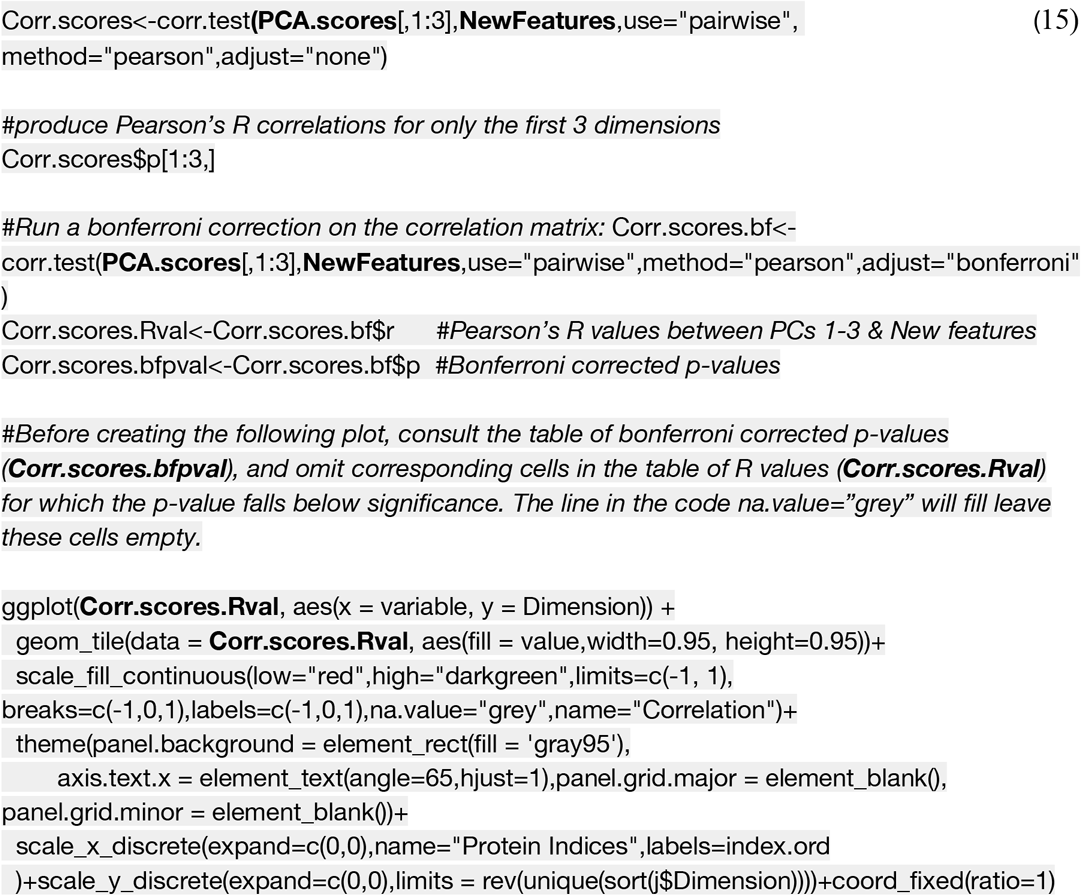 Corr.scores<-corr.test(PCA.scores[,1:3],NewFeatures,use="pairwise", (15)
method="pearson",adjust="none")
#produce Pearson’s R correlations for only the first 3 dimensions
Corr.scores$p[1:3,]
#Run a bonferroni correction on the correlation matrix: Corr.scores.bf<-
corr.test(PCA.scores[,1:3],NewFeatures,use="pairwise",method="pearson",adjust="bonferroni"
)
Corr.scores.Rval<-Corr.scores.bf$r #Pearson’s R values between PCs 1-3 & New features
Corr.scores.bfpval<-Corr.scores.bf$p #Bonferroni corrected p-values
#Before creating the following plot, consult the table of bonferroni corrected p-values
(Corr.scores.bfpval), and omit corresponding cells in the table of R values (Corr.scores.Rval)
for which the p-value falls below significance. The line in the code na.value=”grey” will fill leave
these cells empty.
ggplot(Corr.scores.Rval, aes(x = variable, y = Dimension)) +
geom_tile(data = Corr.scores.Rval, aes(fill = value,width=0.95, height=0.95))+
scale_fill_continuous(low="red",high="darkgreen",limits=c(-1, 1),
breaks=c(-1,0,1),labels=c(-1,0,1),na.value="grey",name="Correlation")+
theme(panel.background = element_rect(fill = 'gray95'),
axis.text.x = element_text(angle=65,hjust=1),panel.grid.major = element_blank(),
panel.grid.minor = element_blank())+
scale_x_discrete(expand=c(0,0),name="Protein Indices",labels=index.ord
)+scale_y_discrete(expand=c(0,0),limits = rev(unique(sort(j$Dimension))))+coord_fixed(ratio=1)